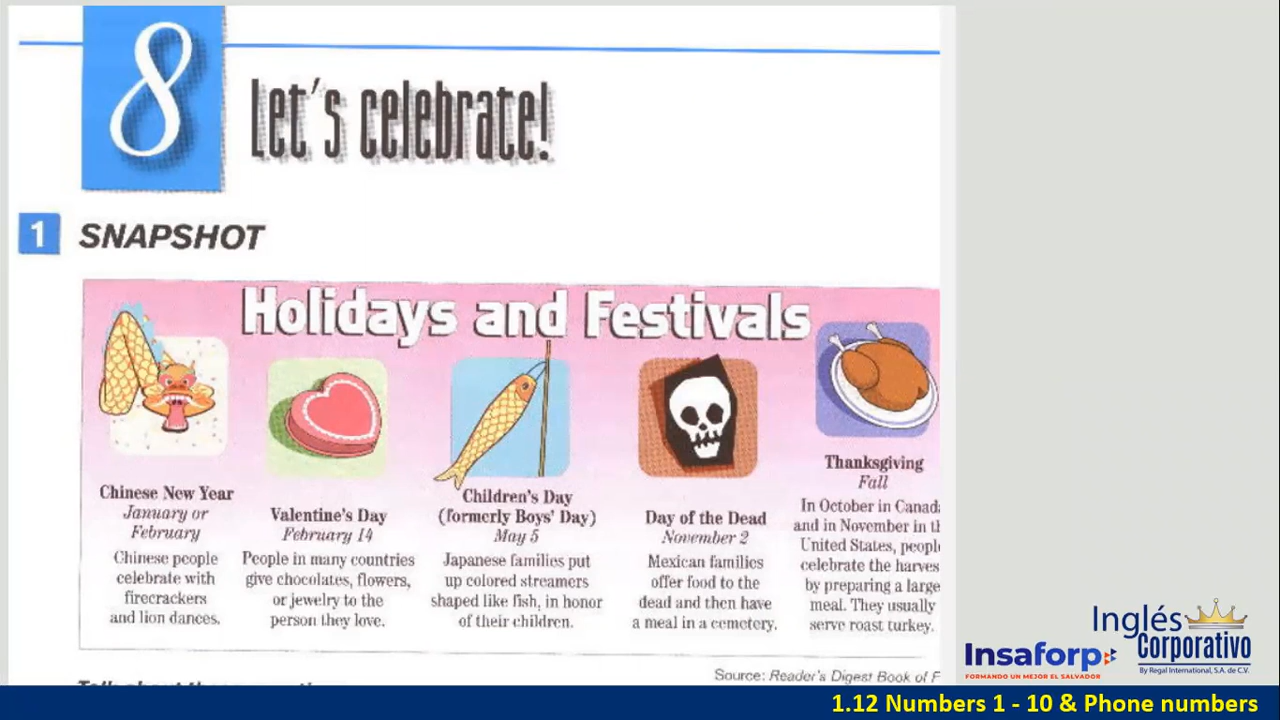 8
Let's celebrate!
1 SNAPSHOT
Holidays and Festivals
Chinese New Year
January or
February
Chinese people
celebrate with
firecrackers
and lion dances.
Valentine's Day
February 14
People in many countries
give chocolates, flowers,
or jewelry to the
person they love.
Children's Day
(formerly Boys' Day)
May 5
Japanese families put
up colored streamers
shaped like fish, in honor
of their children.
Day of the Dead
November 2
Mexican families
offer food to the
dead and then have
a meal in a cemetery.
Thanksgiving
Fall
In October in Canad
and in November in th
United States, peopl
celebrate the harves
by preparing a large
meal. They usually
serve roast turkey.
Source: Reader's Digest Book of F
Inglés
Corporativo
By Regal International, S.A. de C.V.
Insaforp
FORMANDO UN MEJOR EL SALVADOR
1.12 Numbers 1 - 10 & Phone numbers